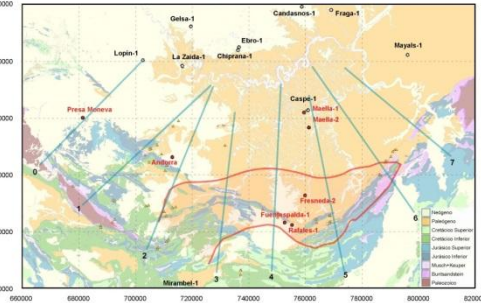 Candasnos-1
Fraga-1
Gelsa-1
Ebro-1
Chiprana-1
Mayals-1
Lopin-1
La Zaida-1
Caspe-1
Maella-1
Maella-2
Presa Moneva
Andorra
Fresneda-2
Fuentespalda-1
Rafales-1
Mirambel-1
0
1
2
3
4
5
6
7
Neógeno
Paleógeno
Cretácico Superior
Cretácico Inferior
Jurásico Superior
Jurásico Inferior
Musch+Keuper
Buntsandstein
Paleozoico
660000
680000
700000
720000
740000
760000
780000
800000